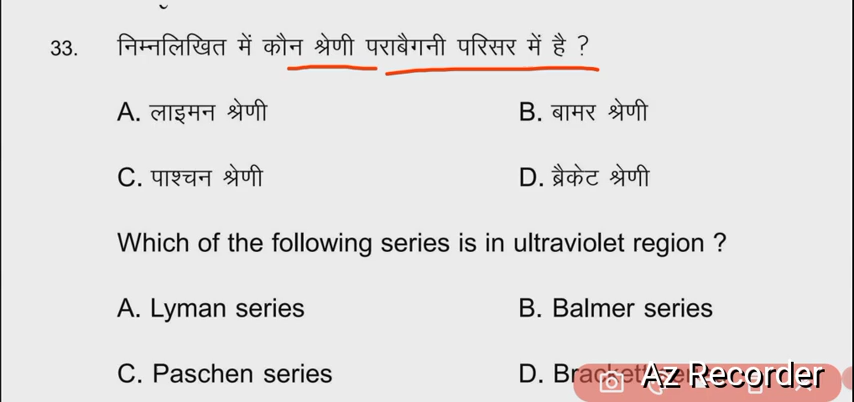 33. निम्नलिखित में कौन श्रेणी पराबैगनी परिसर में है ?
A. लाइमन श्रेणी B. बामर श्रेणी
C. पाश्चन श्रेणी D. ब्रैकेट श्रेणी
Which of the following series is in ultraviolet region ?
A. Lyman series B. Balmer series
C. Paschen series D. Brackett
Az Recorder